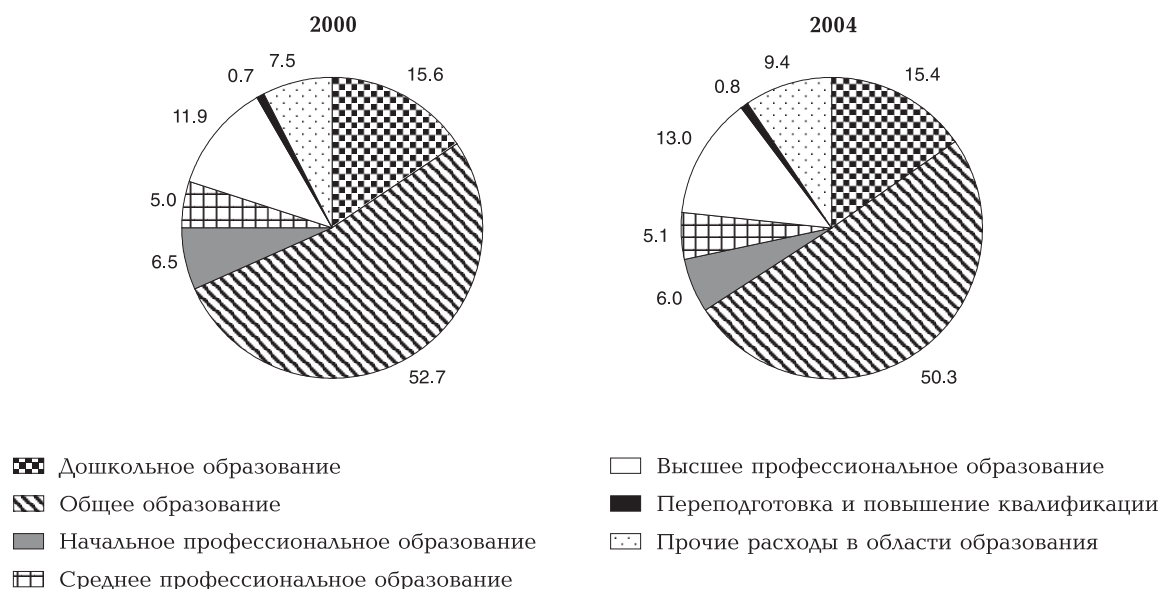 2000
7.5
0.7
15.6
11.9
5.0
6.5
52.7
2004
9.4
0.8
15.4
13.0
5.1
6.0
50.3
Дошкольное образование
Общее образование
Начальное профессиональное образование
Среднее профессиональное образование
Высшее профессиональное образование
Переподготовка и повышение квалификации
Прочие расходы в области образования